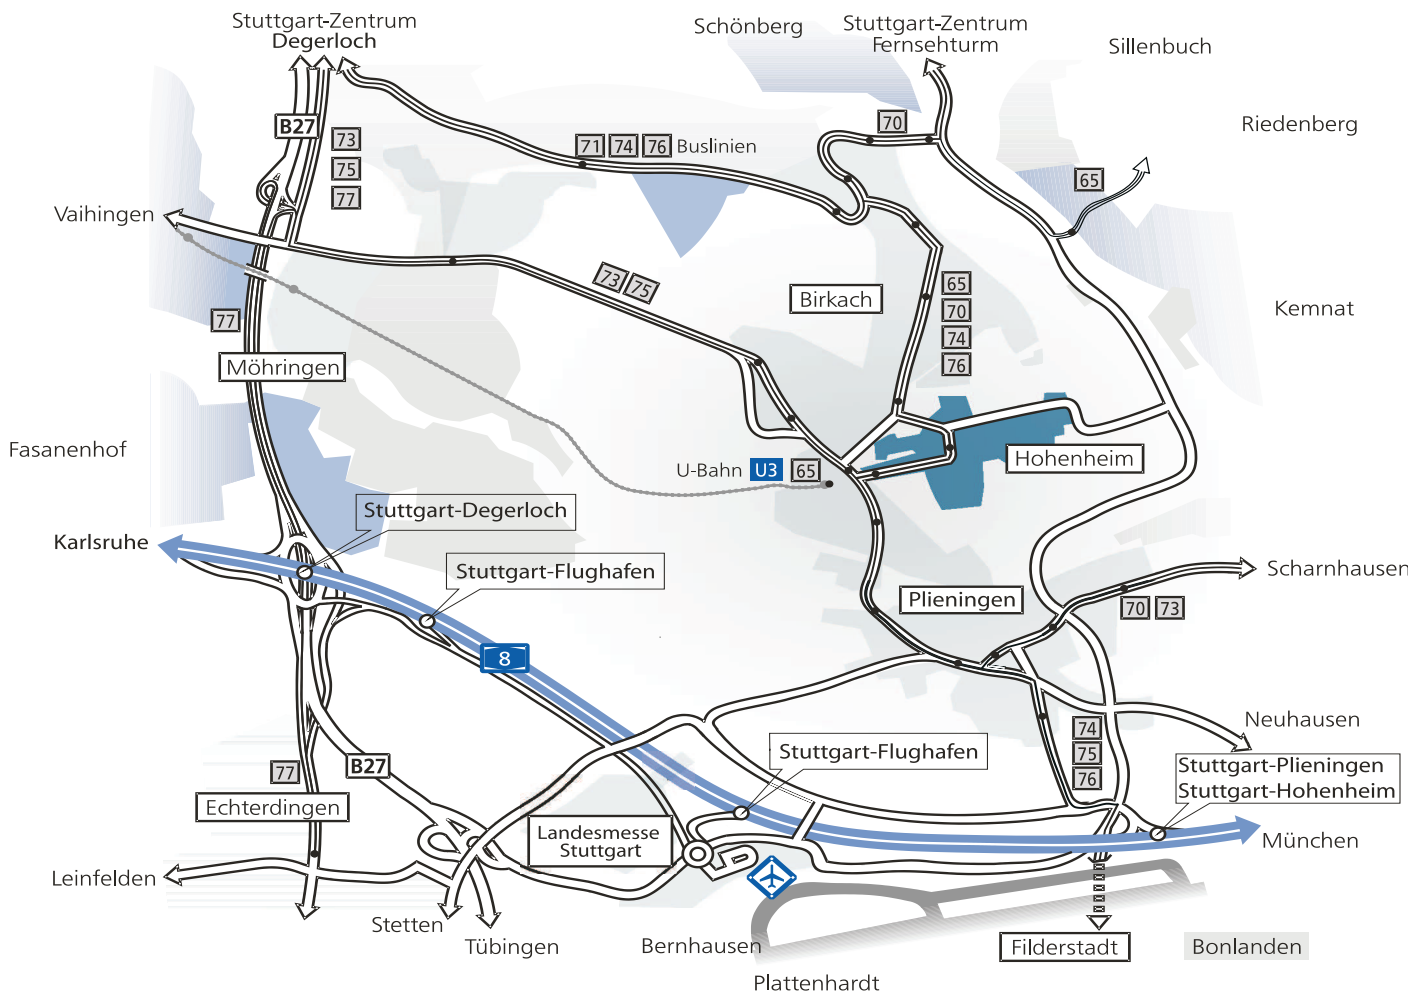 Stuttgart-Zentrum
Degerloch
Schönberg
Stuttgart-Zentrum
Fernsehturm
Sillenbuch
Riedenberg
B27
73
75
77
71 74 76 Buslinien
70
65
Vaihingen
77
73 75
Birkach
65
70
74
76
Kemnat
Möhringen
Fasanenhof
U-Bahn U3 65
Hohenheim
Stuttgart-Degerloch
Karlsruhe
Stuttgart-Flughafen
Plieningen
Scharnhausen
70 73
8
Neuhausen
74
75
76
Stuttgart-Flughafen
Stuttgart-Plieningen
Stuttgart-Hohenheim
77
B27
Echterdingen
Landesmesse
Stuttgart
München
Leinfelden
Stetten
Tübingen
Bernhausen
Filderstadt
Bonlanden
Plattenhardt